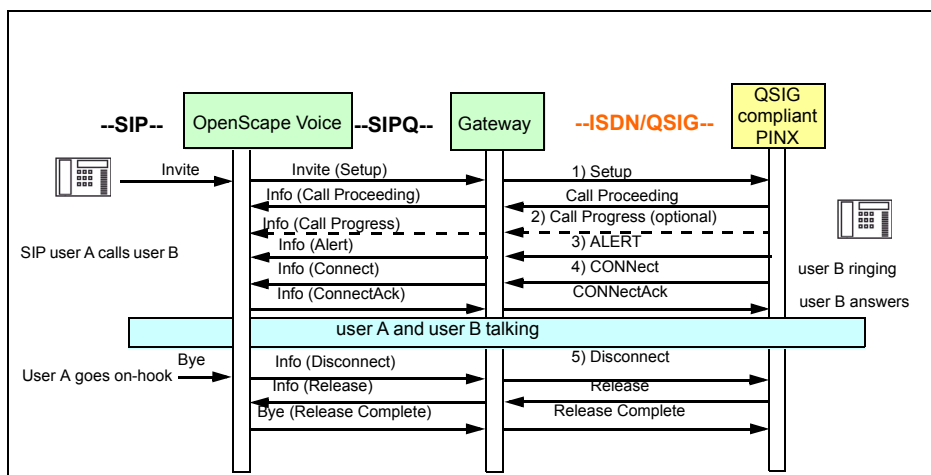 --SIP--
OpenScape Voice
--SIPQ--
Gateway
--ISDN/QSIG--
QSIG
compliant
PINX
Invite
Invite (Setup)
1) Setup
Info (Call Proceeding)
Call Proceeding
Info (Call Progress)
2) Call Progress (optional)
SIP user A calls user B
Info (Alert)
3) ALERT
Info (Connect)
4) CONNect
user B ringing
Info (ConnectAck)
CONNectAck
user B answers
user A and user B talking
Bye
Info (Disconnect)
5) Disconnect
User A goes on-hook
Info (Release)
Release
Bye (Release Complete)
Release Complete